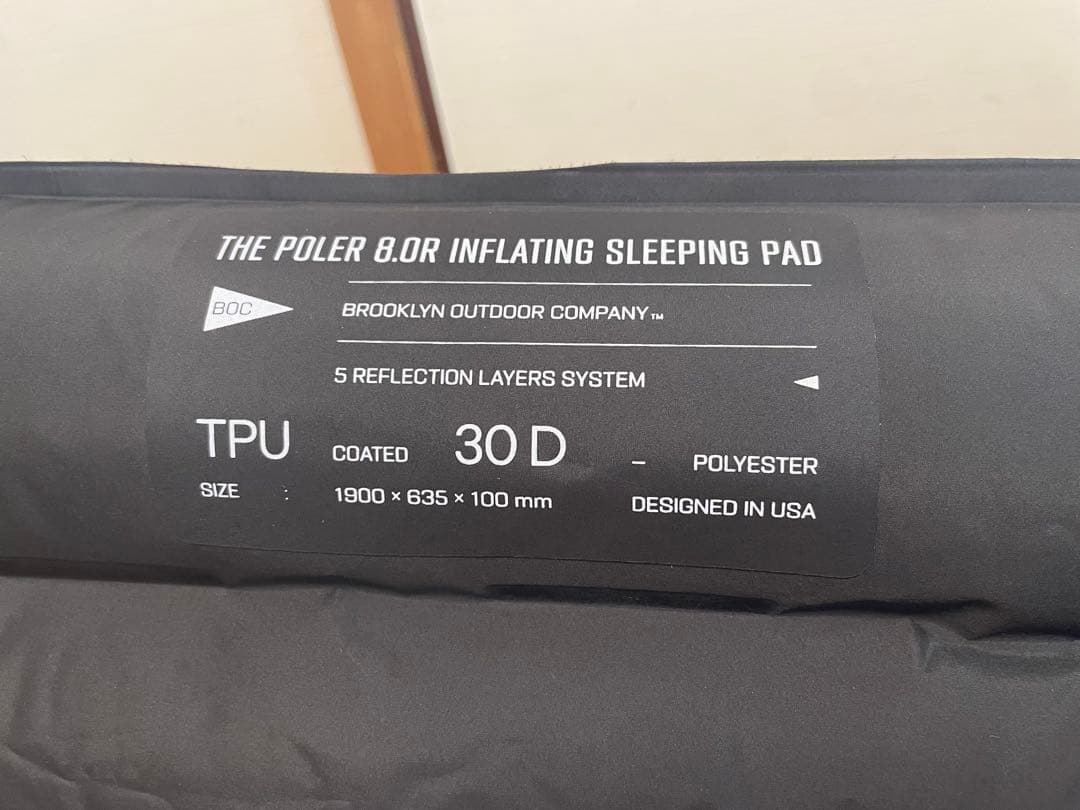 THE POLER 8.0R INFLATING SLEEPING PAD
BOC
BROOKLYN OUTDOOR COMPANY™
5 REFLECTION LAYERS SYSTEM
TPU COATED 30 D – POLYESTER
SIZE : 1900 × 635 × 100 mm DESIGNED IN USA